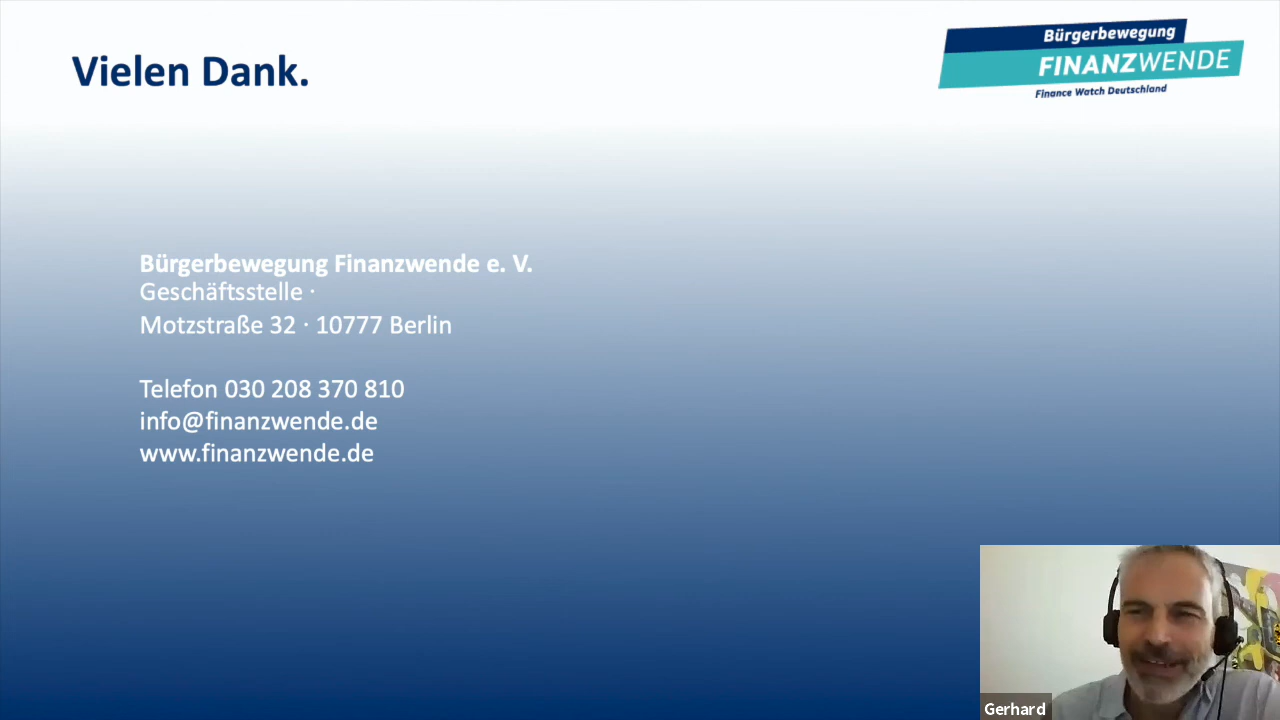 Vielen Dank.
Bürgerbewegung
FINANZWENDE
Finance Watch Deutschland
Bürgerbewegung Finanzwende e. V.
Geschäftsstelle ·
Motzstraße 32 · 10777 Berlin
Telefon 030 208 370 810
info@finanzwende.de
www.finanzwende.de
Gerhard